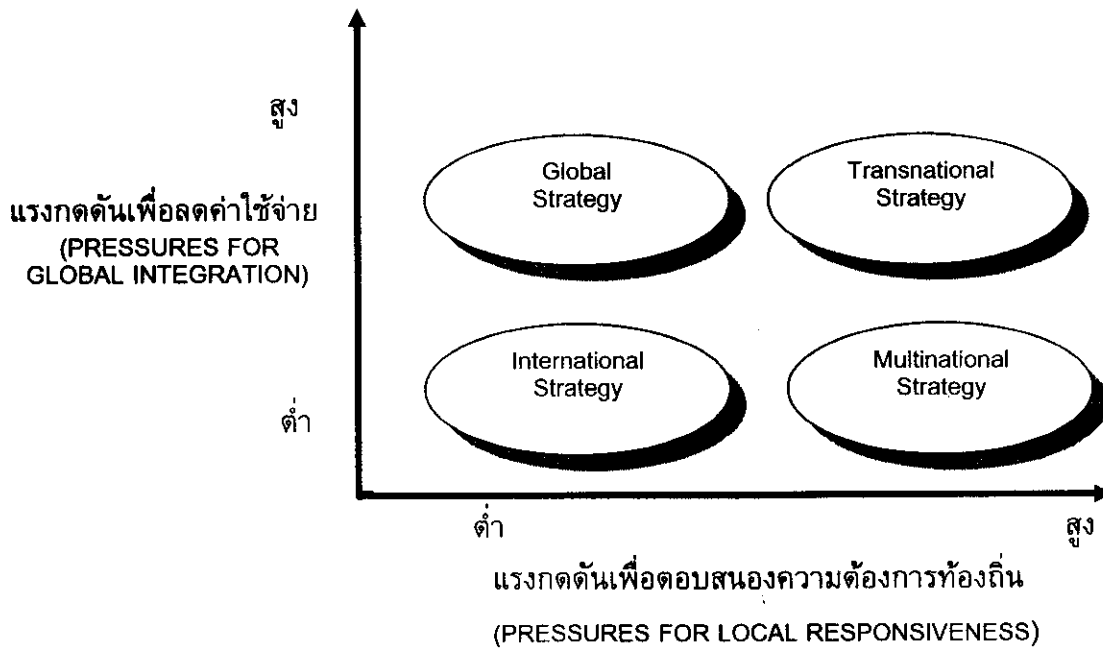 สูง
แรงกดดันเพื่อลดค่าใช้จ่าย
(PRESSURES FOR
GLOBAL INTEGRATION)
ต่ำ
Global
Strategy
Transnational
Strategy
International
Strategy
Multinational
Strategy
ต่ำ
สูง
แรงกดดันเพื่อตอบสนองความต้องการท้องถิ่น
(PRESSURES FOR LOCAL RESPONSIVENESS)